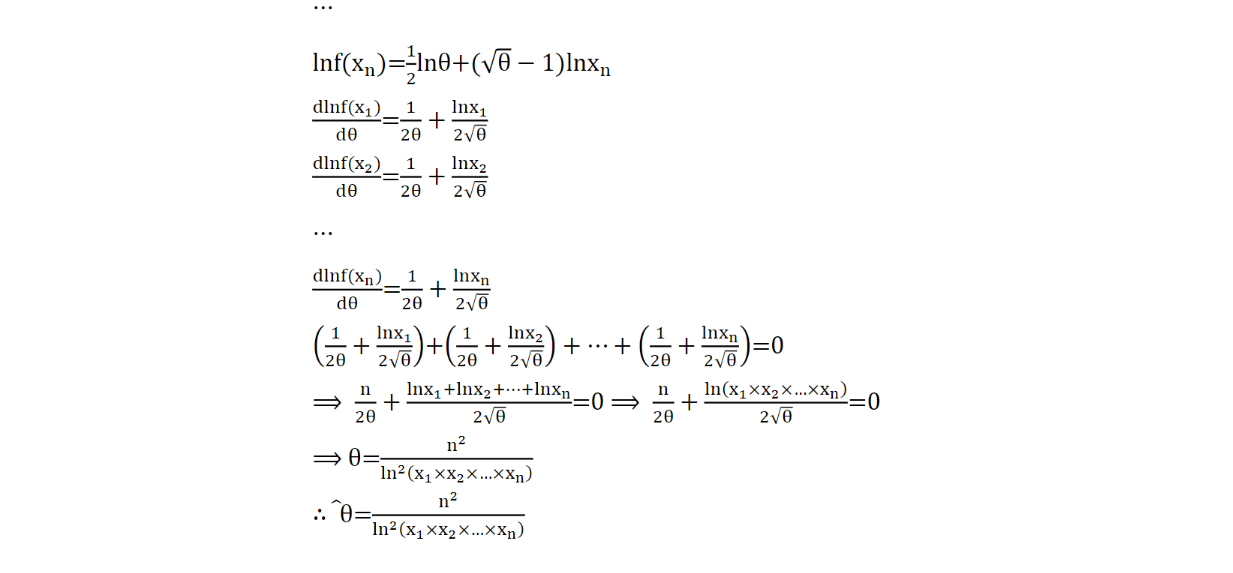 …
lnf(xₙ)=½lnθ+(√θ − 1)lnxₙ
dlnf(x₁)/dθ=1/2θ + lnx₁/2√θ
dlnf(x₂)/dθ=1/2θ + lnx₂/2√θ
…
dlnf(xₙ)/dθ=1/2θ + lnxₙ/2√θ
(1/2θ + lnx₁/2√θ)+(1/2θ + lnx₂/2√θ) + ⋯ + (1/2θ + lnxₙ/2√θ)=0
⟹ n/2θ + (lnx₁+lnx₂+⋯+lnxₙ)/2√θ=0 ⟹ n/2θ + ln(x₁×x₂×…×xₙ)/2√θ=0
⟹ θ=n²/ln²(x₁×x₂×…×xₙ)
∴ ˆθ=n²/ln²(x₁×x₂×…×xₙ)